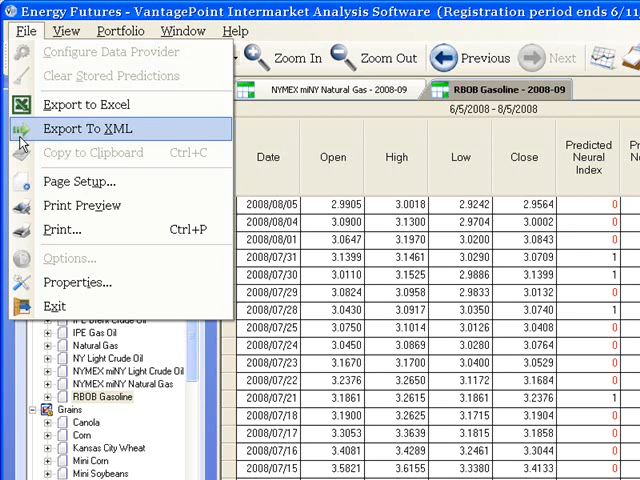 Energy Futures - VantagePoint Intermarket Analysis Software (Registration period ends 6/11
File View Portfolio Window Help
Zoom In Zoom Out Previous Next
Configure Data Provider
Clear Stored Predictions
Export to Excel
Export To XML
Copy to Clipboard Ctrl+C
Page Setup...
Print Preview
Print... Ctrl+P
Options...
Properties...
Exit
IPE Brent Crude Oil
IPE Gas Oil
Natural Gas
NY Light Crude Oil
NYMEX miNY Light Crude Oil
NYMEX miNY Natural Gas
RBOB Gasoline
Grains
Canola
Corn
Kansas City Wheat
Mini Corn
Mini Soybeans
NYMEX miNY Natural Gas - 2008-09 RBOB Gasoline - 2008-09
6/5/2008 - 8/5/2008
Date Open High Low Close Predicted Neural Index
2008/08/05 2.9905 3.0018 2.9242 2.9564 0
2008/08/04 3.0900 3.1300 2.9704 3.0002 0
2008/08/01 3.0647 3.1970 3.0200 3.0843 0
2008/07/31 3.1399 3.1461 3.0290 3.0709 1
2008/07/30 3.0110 3.1525 2.9886 3.1399 1
2008/07/29 3.0824 3.0958 2.9833 3.0132 0
2008/07/28 3.0430 3.0917 3.0350 3.0740 1
2008/07/25 3.0750 3.1014 3.0126 3.0408 0
2008/07/24 3.0450 3.0869 3.0280 3.0764 0
2008/07/23 3.1670 3.1700 3.0400 3.0529 0
2008/07/22 3.2376 3.2650 3.1172 3.1684 0
2008/07/21 3.1861 3.2615 3.1861 3.2376 1
2008/07/18 3.1900 3.2625 3.1715 3.1904 0
2008/07/17 3.3053 3.3639 3.1815 3.1858 0
2008/07/16 3.4081 3.4289 3.2461 3.3044 0
2008/07/15 3.5821 3.6155 3.3380 3.4133 0